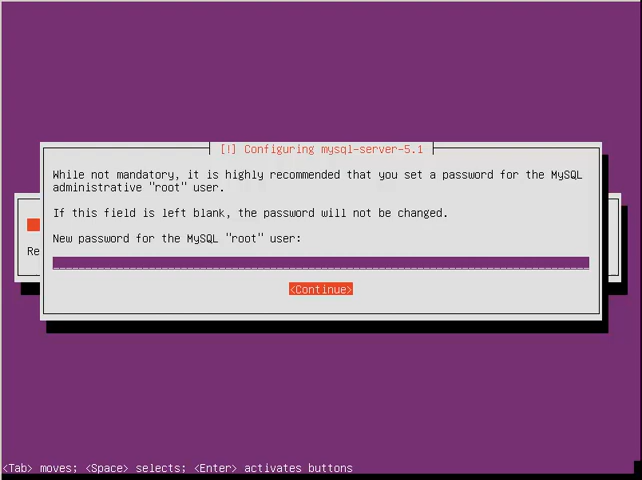 [!] Configuring mysql-server-5.1
While not mandatory, it is highly recommended that you set a password for the MySQL
administrative "root" user.
If this field is left blank, the password will not be changed.
New password for the MySQL "root" user:
Re
<Continue>
<Tab> moves; <Space> selects; <Enter> activates buttons